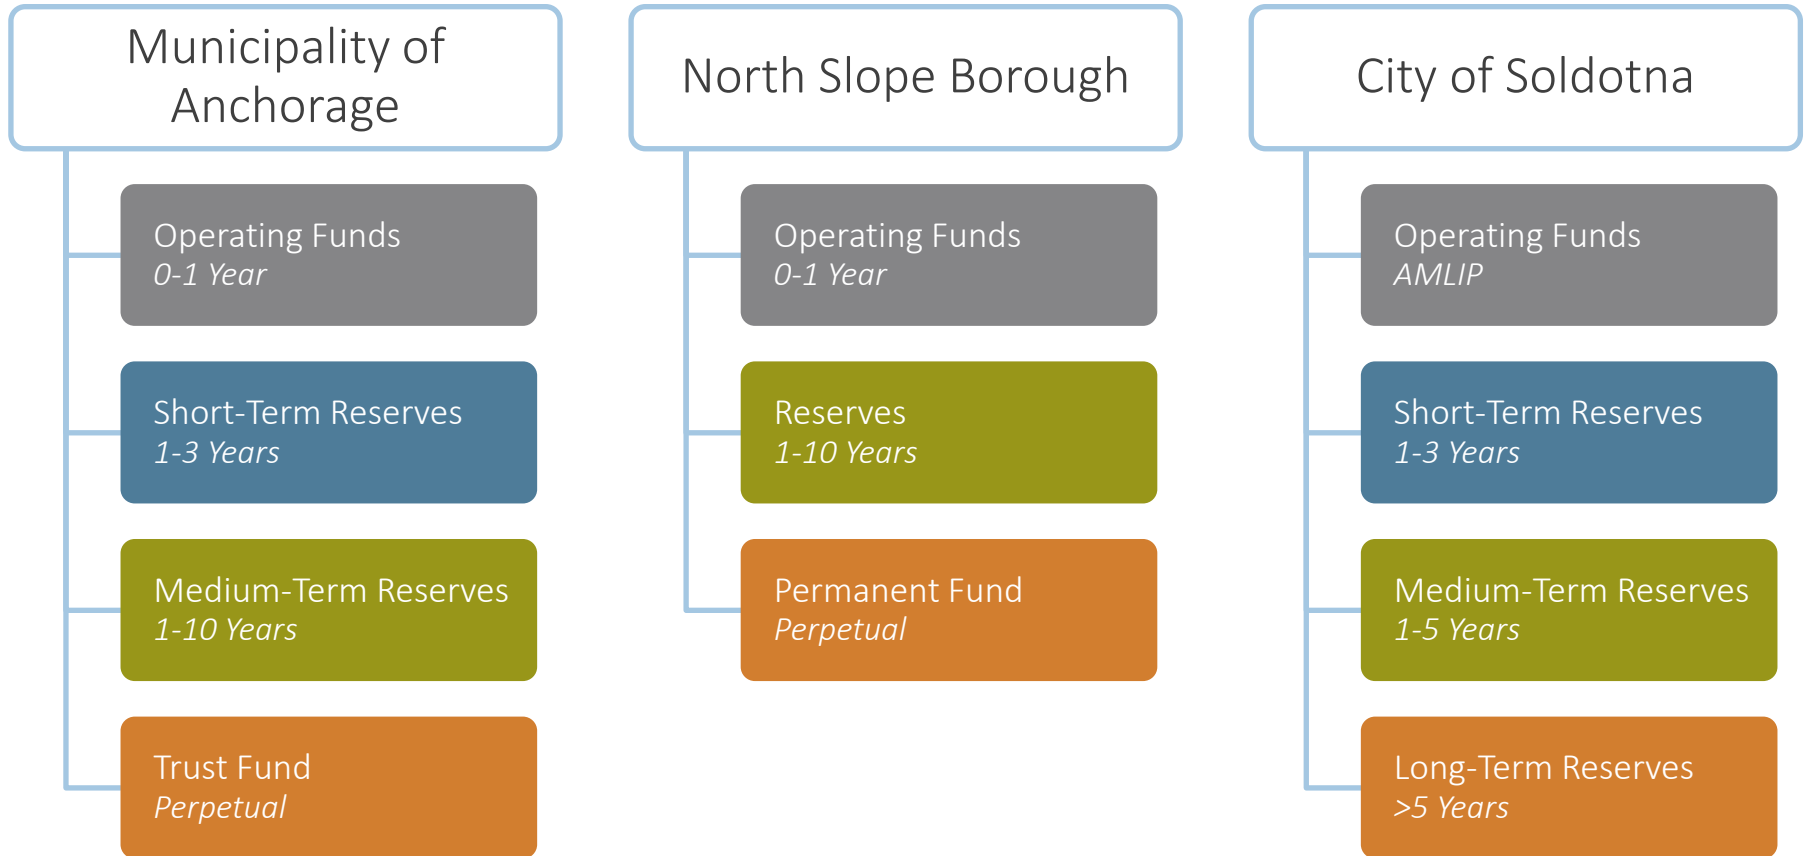 Municipality of
Anchorage
Operating Funds
0-1 Year
Short-Term Reserves
1-3 Years
Medium-Term Reserves
1-10 Years
Trust Fund
Perpetual
North Slope Borough
Operating Funds
0-1 Year
Reserves
1-10 Years
Permanent Fund
Perpetual
City of Soldotna
Operating Funds
AMLIP
Short-Term Reserves
1-3 Years
Medium-Term Reserves
1-5 Years
Long-Term Reserves
>5 Years